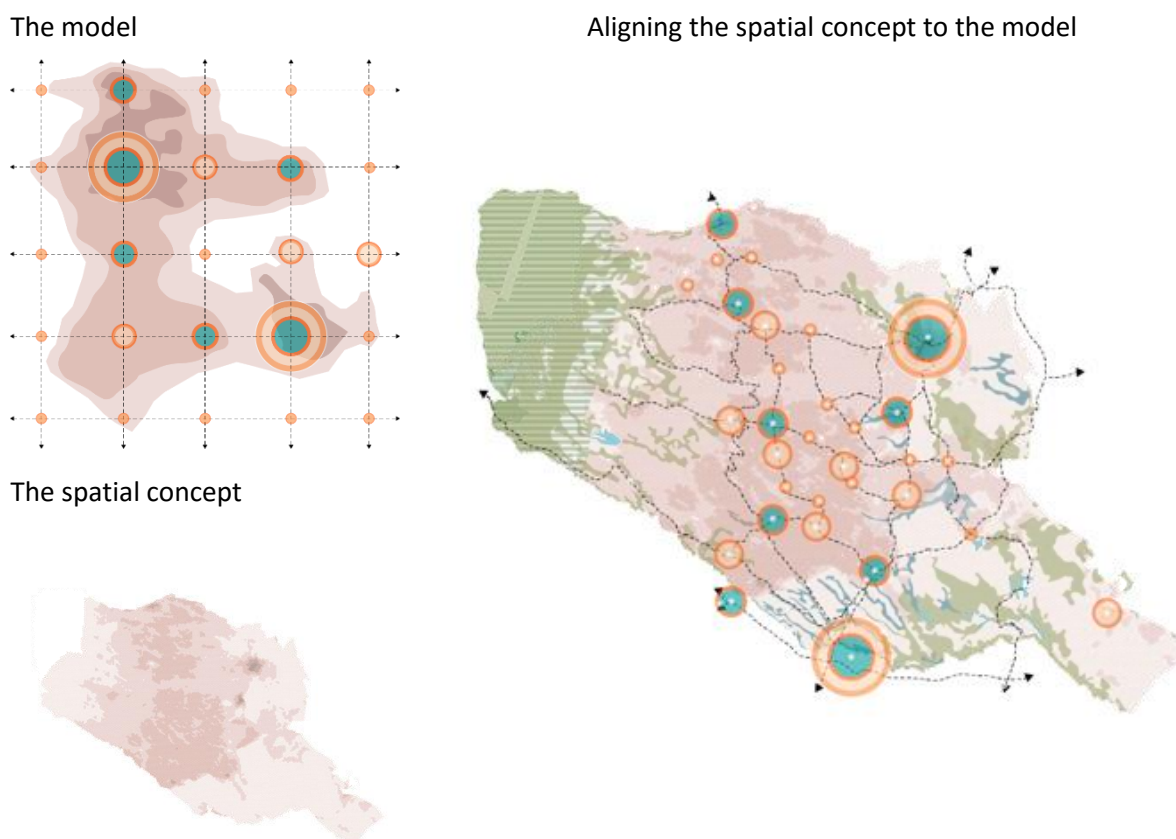 The model
Aligning the spatial concept to the model
The spatial concept